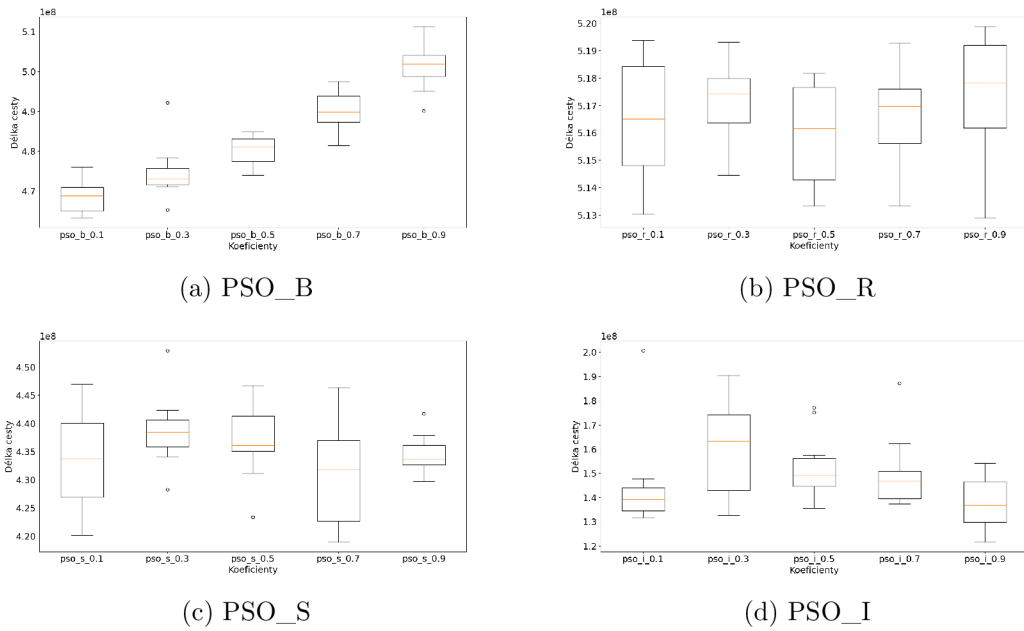 1e8
5.1
5.0
4.9
4.8
4.7
Délka cesty
pso_b_0.1 pso_b_0.3 pso_b_0.5 pso_b_0.7 pso_b_0.9
Koeficienty
(a) PSO_B
1e8
5.20
5.19
5.18
5.17
5.16
5.15
5.14
5.13
Délka cesty
pso_r_0.1 pso_r_0.3 pso_r_0.5 pso_r_0.7 pso_r_0.9
Koeficienty
(b) PSO_R
1e8
4.50
4.45
4.40
4.35
4.30
4.25
4.20
Délka cesty
pso_s_0.1 pso_s_0.3 pso_s_0.5 pso_s_0.7 pso_s_0.9
Koeficienty
(c) PSO_S
1e8
2.0
1.9
1.8
1.7
1.6
1.5
1.4
1.3
1.2
Délka cesty
pso_i_0.1 pso_i_0.3 pso_i_0.5 pso_i_0.7 pso_i_0.9
Koeficienty
(d) PSO_I